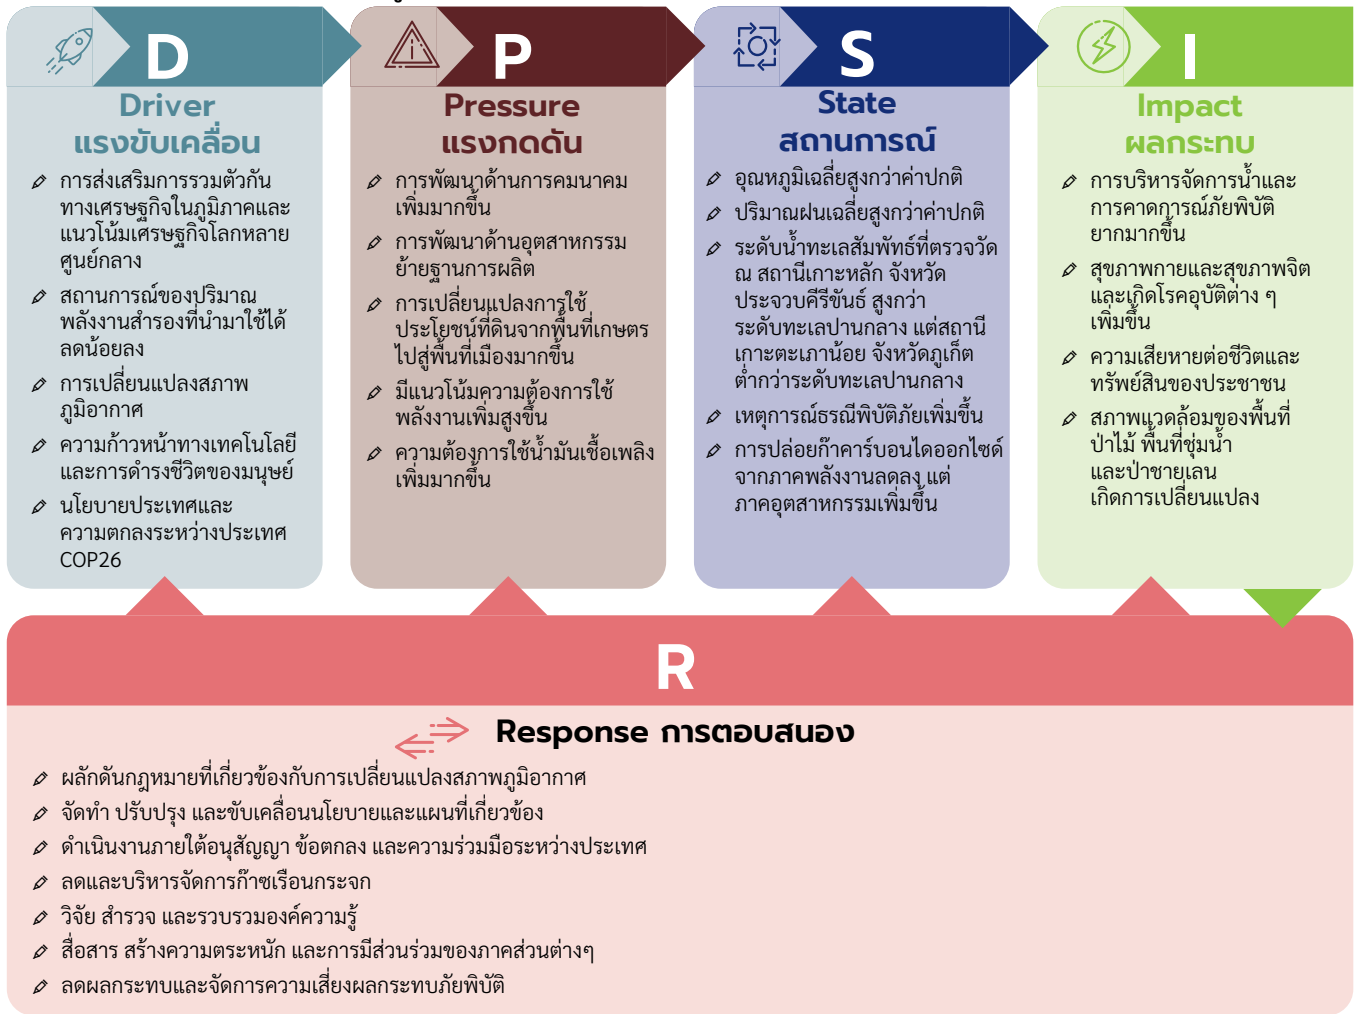 D
Driver
แรงขับเคลื่อน
การส่งเสริมการรวมตัวกัน
ทางเศรษฐกิจในภูมิภาคและ
แนวโน้มเศรษฐกิจโลกหลาย
ศูนย์กลาง
สถานการณ์ของปริมาณ
พลังงานสำรองที่นำมาใช้ได้
ลดน้อยลง
การเปลี่ยนแปลงสภาพ
ภูมิอากาศ
ความก้าวหน้าทางเทคโนโลยี
และการดำรงชีวิตของมนุษย์
นโยบายประเทศและ
ความตกลงระหว่างประเทศ
COP26
P
Pressure
แรงกดดัน
การพัฒนาด้านการคมนาคม
เพิ่มมากขึ้น
การพัฒนาด้านอุตสาหกรรม
ย้ายฐานการผลิต
การเปลี่ยนแปลงการใช้
ประโยชน์ที่ดินจากพื้นที่เกษตร
ไปสู่พื้นที่เมืองมากขึ้น
มีแนวโน้มความต้องการใช้
พลังงานเพิ่มสูงขึ้น
ความต้องการใช้น้ำมันเชื้อเพลิง
เพิ่มมากขึ้น
S
State
สถานการณ์
อุณหภูมิเฉลี่ยสูงกว่าค่าปกติ
ปริมาณฝนเฉลี่ยสูงกว่าค่าปกติ
ระดับน้ำทะเลสัมพัทธ์ที่ตรวจวัด
ณ สถานีเกาะหลัก จังหวัด
ประจวบคีรีขันธ์ สูงกว่า
ระดับทะเลปานกลาง แต่สถานี
เกาะตะเภาน้อย จังหวัดภูเก็ต
ต่ำกว่าระดับทะเลปานกลาง
เหตุการณ์ธรณีพิบัติภัยเพิ่มขึ้น
การปล่อยก๊าคาร์บอนไดออกไซด์
จากภาคพลังงานลดลง แต่
ภาคอุตสาหกรรมเพิ่มขึ้น
I
Impact
ผลกระทบ
การบริหารจัดการน้ำและ
การคาดการณ์ภัยพิบัติ
ยากมากขึ้น
สุขภาพกายและสุขภาพจิต
และเกิดโรคอุบัติต่าง ๆ
เพิ่มขึ้น
ความเสียหายต่อชีวิตและ
ทรัพย์สินของประชาชน
สภาพแวดล้อมของพื้นที่
ป่าไม้ พื้นที่ชุ่มน้ำ
และป่าชายเลน
เกิดการเปลี่ยนแปลง
R
Response การตอบสนอง
ผลักดันกฎหมายที่เกี่ยวข้องกับการเปลี่ยนแปลงสภาพภูมิอากาศ
จัดทำ ปรับปรุง และขับเคลื่อนนโยบายและแผนที่เกี่ยวข้อง
ดำเนินงานภายใต้อนุสัญญา ข้อตกลง และความร่วมมือระหว่างประเทศ
ลดและบริหารจัดการก๊าซเรือนกระจก
วิจัย สำรวจ และรวบรวมองค์ความรู้
สื่อสาร สร้างความตระหนัก และการมีส่วนร่วมของภาคส่วนต่างๆ
ลดผลกระทบและจัดการความเสี่ยงผลกระทบภัยพิบัติ